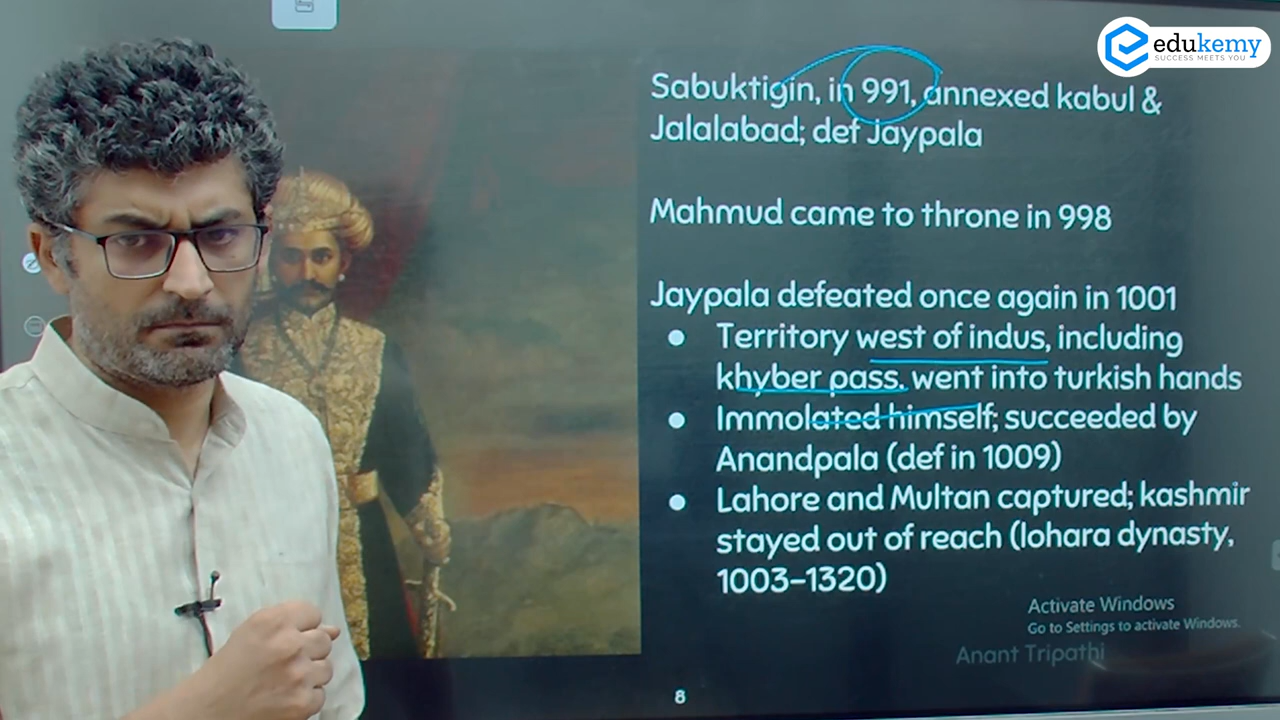 edukemy
SUCCESS MEETS YOU
Sabuktigin, in 991, annexed kabul &
Jalalabad; def Jaypala
Mahmud came to throne in 998
Jaypala defeated once again in 1001
● Territory west of indus, including
khyber pass, went into turkish hands
● Immolated himself; succeeded by
Anandpala (def in 1009)
● Lahore and Multan captured; kashmir
stayed out of reach (lohara dynasty,
1003-1320)
Activate Windows
Go to Settings to activate Windows.
Anant Tripathi
8